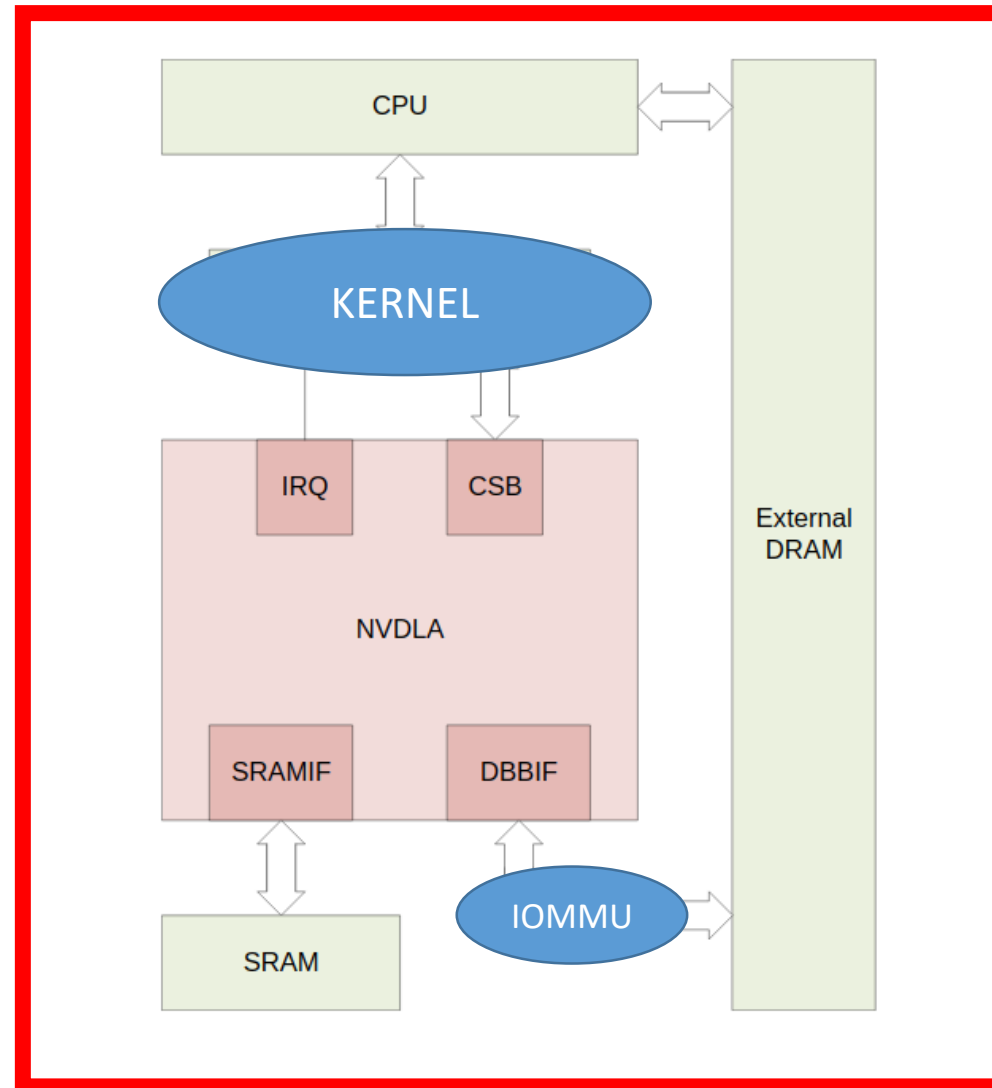 CPU
KERNEL
IRQ
CSB
External
DRAM
NVDLA
SRAMIF
DBBIF
IOMMU
SRAM